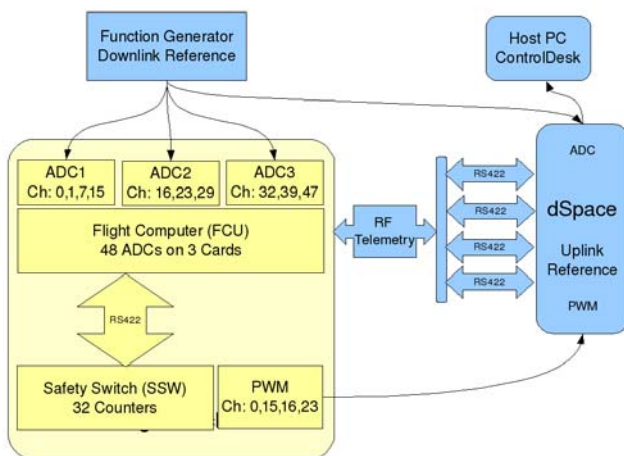 Function Generator
Downlink Reference
Host PC
ControlDesk
ADC1
Ch: 0,1,7,15
ADC2
Ch: 16,23,29
ADC3
Ch: 32,39,47
Flight Computer (FCU)
48 ADCs on 3 Cards
RS422
Safety Switch (SSW)
32 Counters
PWM
Ch: 0,15,16,23
RF
Telemetry
RS422
RS422
RS422
RS422
ADC
dSpace
Uplink
Reference
PWM